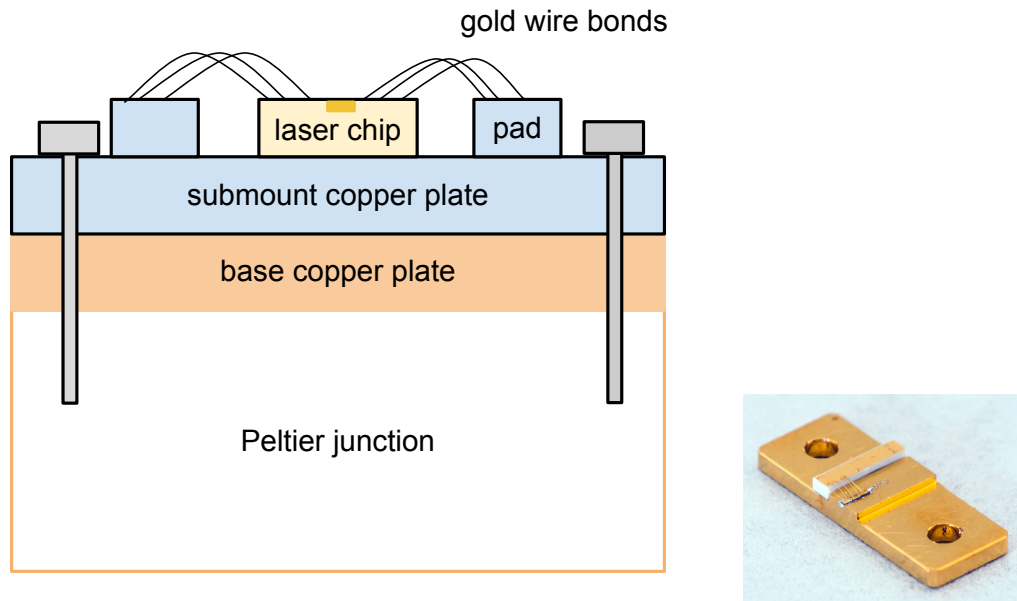 gold wire bonds
laser chip
pad
submount copper plate
base copper plate
Peltier junction